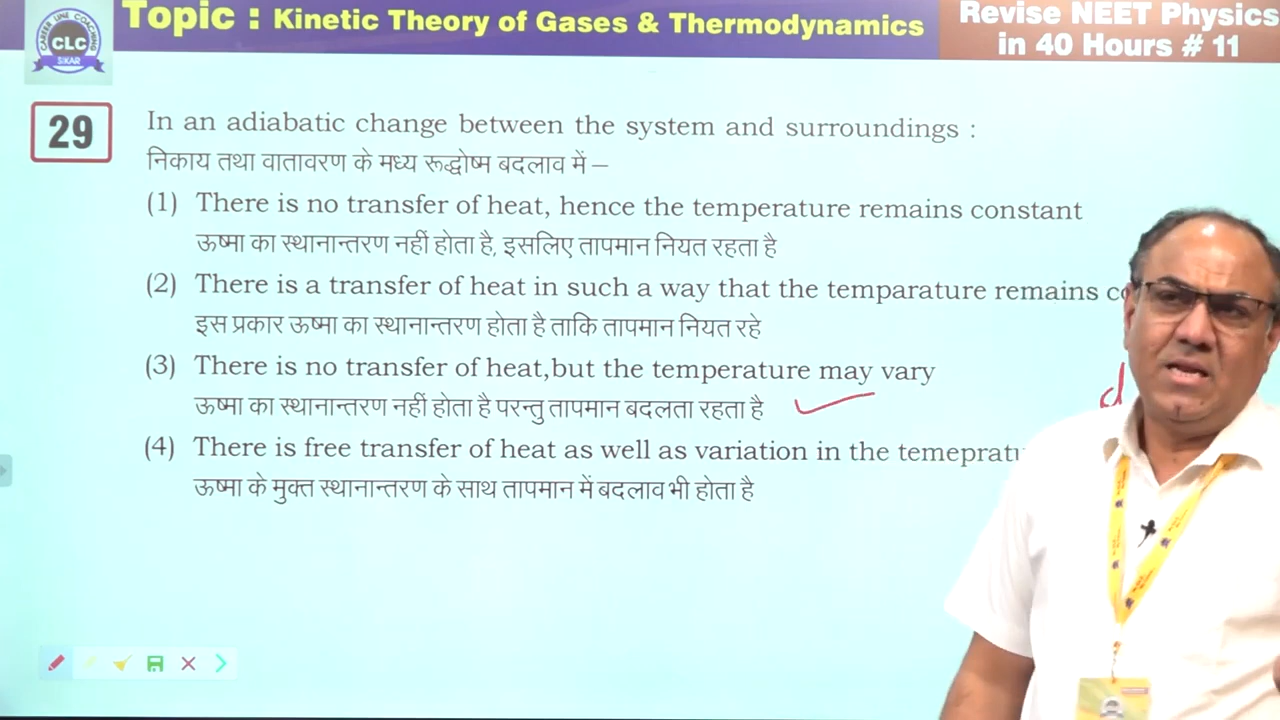 CAREER LINE COACHING
CLC
SIKAR
Topic : Kinetic Theory of Gases & Thermodynamics
Revise NEET Physics
in 40 Hours # 11
29
In an adiabatic change between the system and surroundings :
निकाय तथा वातावरण के मध्य रूद्धोष्म बदलाव में –
(1) There is no transfer of heat, hence the temperature remains constant
ऊष्मा का स्थानान्तरण नहीं होता है, इसलिए तापमान नियत रहता है
(2) There is a transfer of heat in such a way that the temparature remains
इस प्रकार ऊष्मा का स्थानान्तरण होता है ताकि तापमान नियत रहे
(3) There is no transfer of heat,but the temperature may vary
ऊष्मा का स्थानान्तरण नहीं होता है परन्तु तापमान बदलता रहता है
(4) There is free transfer of heat as well as variation in the
ऊष्मा के मुक्त स्थानान्तरण के साथ तापमान में बदलाव भी होता है